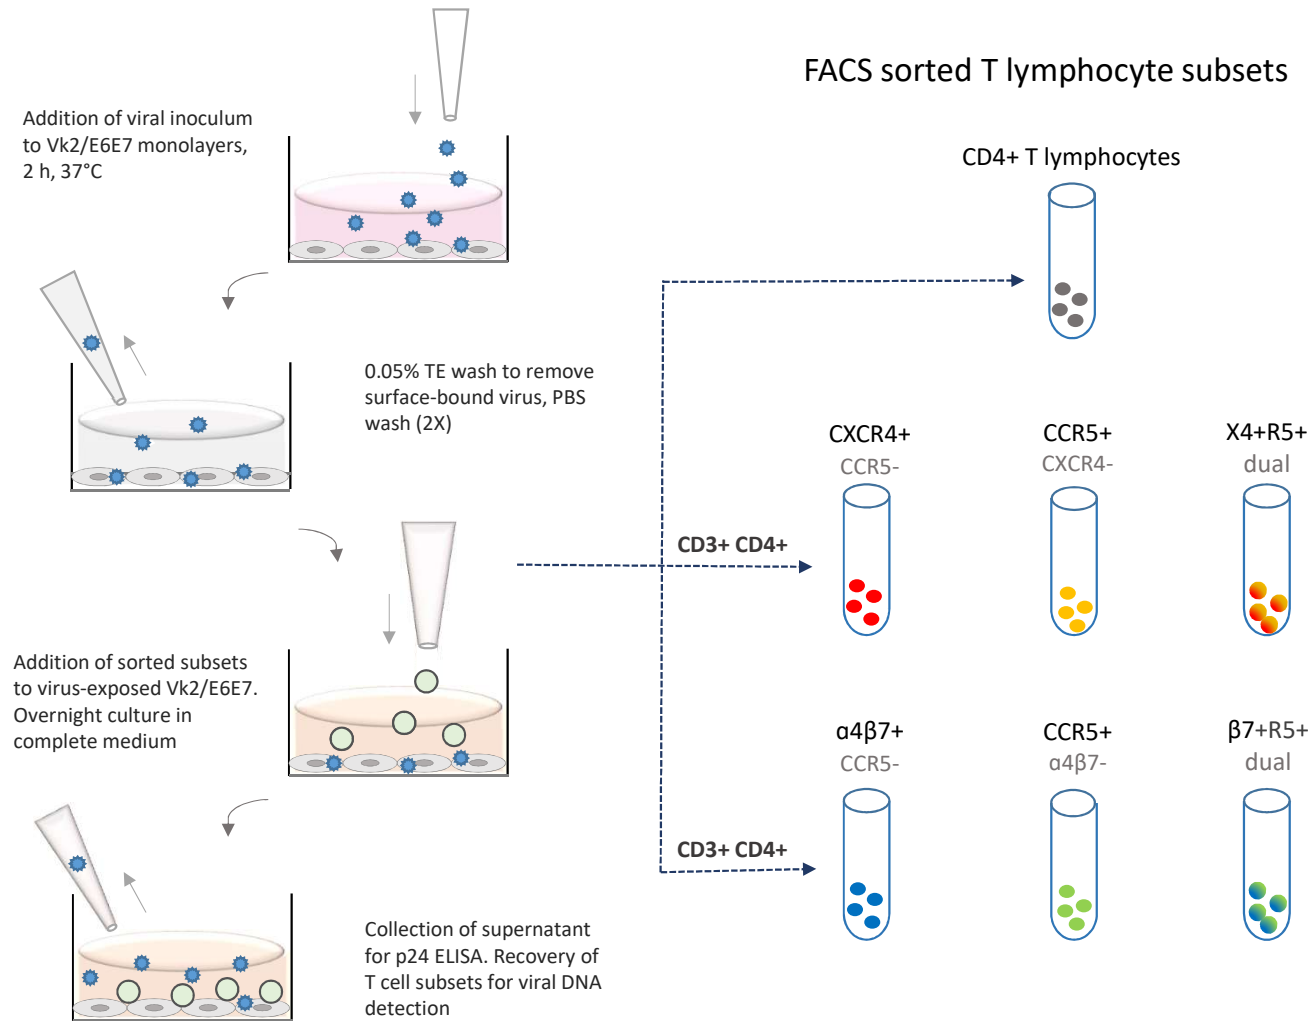 FACS sorted T lymphocyte subsets
Addition of viral inoculum
to Vk2/E6E7 monolayers,
2 h, 37°C
CD4+ T lymphocytes
0.05% TE wash to remove
surface-bound virus, PBS
wash (2X)
CXCR4+
CCR5-
CCR5+
CXCR4-
X4+R5+
dual
CD3+ CD4+
Addition of sorted subsets
to virus-exposed Vk2/E6E7.
Overnight culture in
complete medium
α4β7+
CCR5-
CCR5+
α4β7-
β7+R5+
dual
CD3+ CD4+
Collection of supernatant
for p24 ELISA. Recovery of
T cell subsets for viral DNA
detection